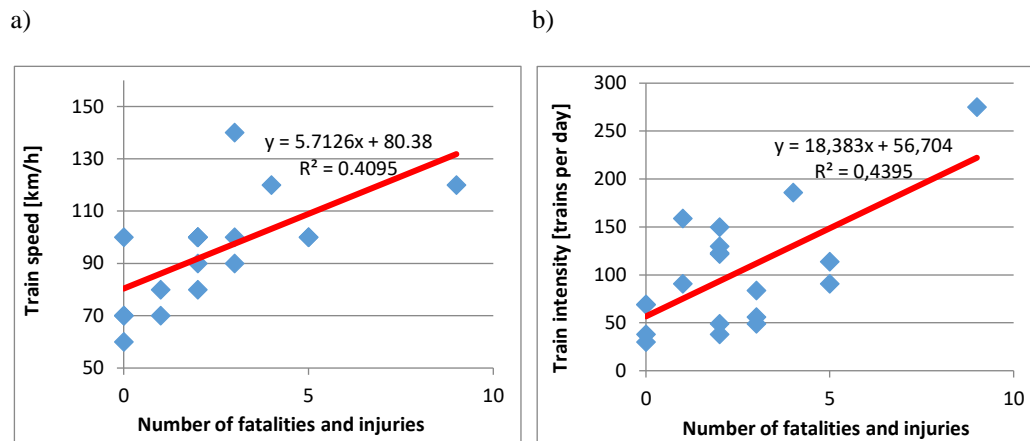 a)
b)
Train speed [km/h]
150
130
110
90
70
50
y = 5.7126x + 80.38
R² = 0.4095
0
5
10
Number of fatalities and injuries
Train intensity [trains per day]
300
250
200
150
100
50
0
y = 18,383x + 56,704
R² = 0,4395
0
5
10
Number of fatalities and injuries